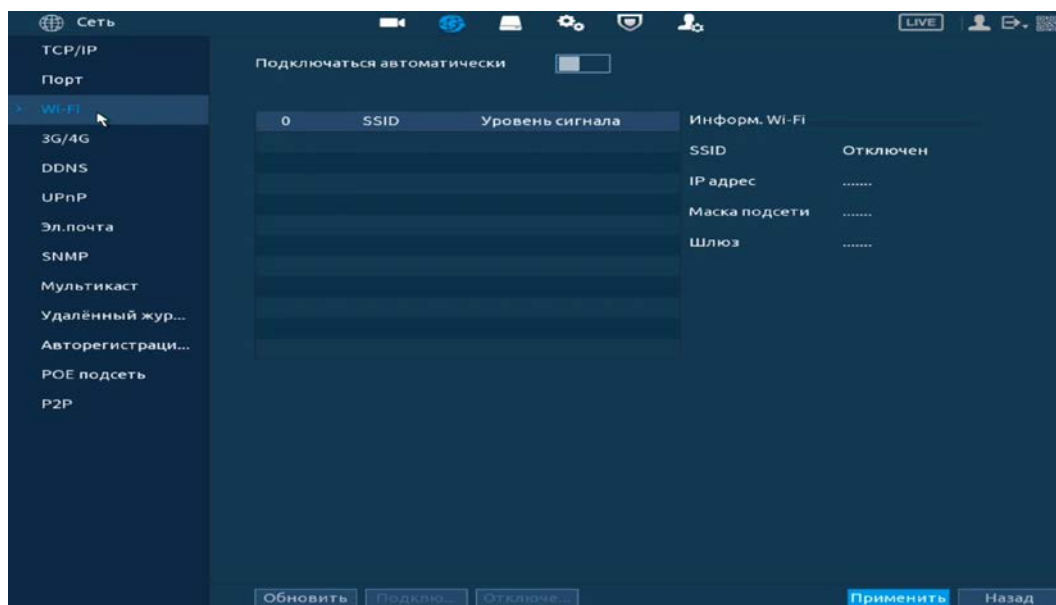 Сеть
LIVE
TCP/IP
Порт
Wi-Fi
3G/4G
DDNS
UPnP
Эл.почта
SNMP
Мультикаст
Удалённый жур...
Авторегистраци...
POE подсеть
P2P
Подключаться автоматически
0 SSID Уровень сигнала
Информ. Wi-Fi
SSID Отключен
IP адрес .......
Маска подсети .......
Шлюз .......
Обновить Подклю... Отключе... Применить Назад